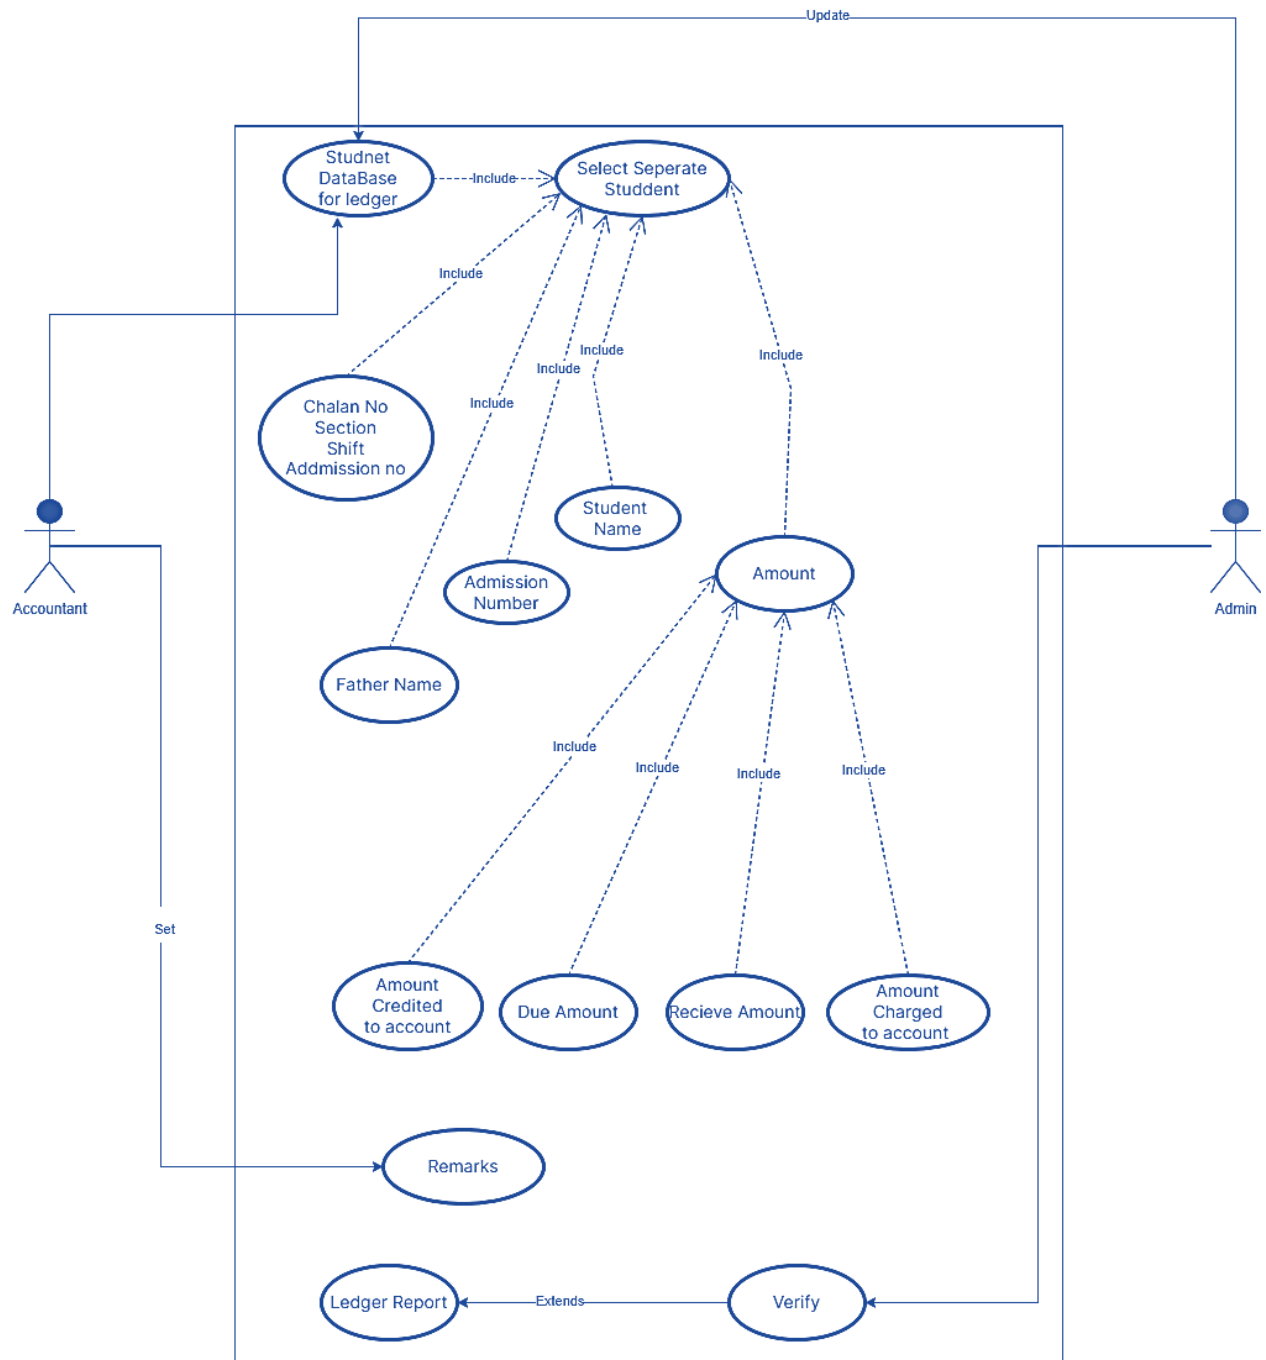 Update
Studnet
DataBase
for ledger
Include
Select Seperate
Studdent
Include
Include
Include
Include
Include
Include
Chalan No
Section
Shift
Addmission no
Student
Name
Amount
Admission
Number
Accountant
Admin
Father Name
Include
Include
Include
Include
Set
Amount
Credited
to account
Due Amount
Recieve Amount
Amount
Charged
to account
Remarks
Ledger Report
Extends
Verify